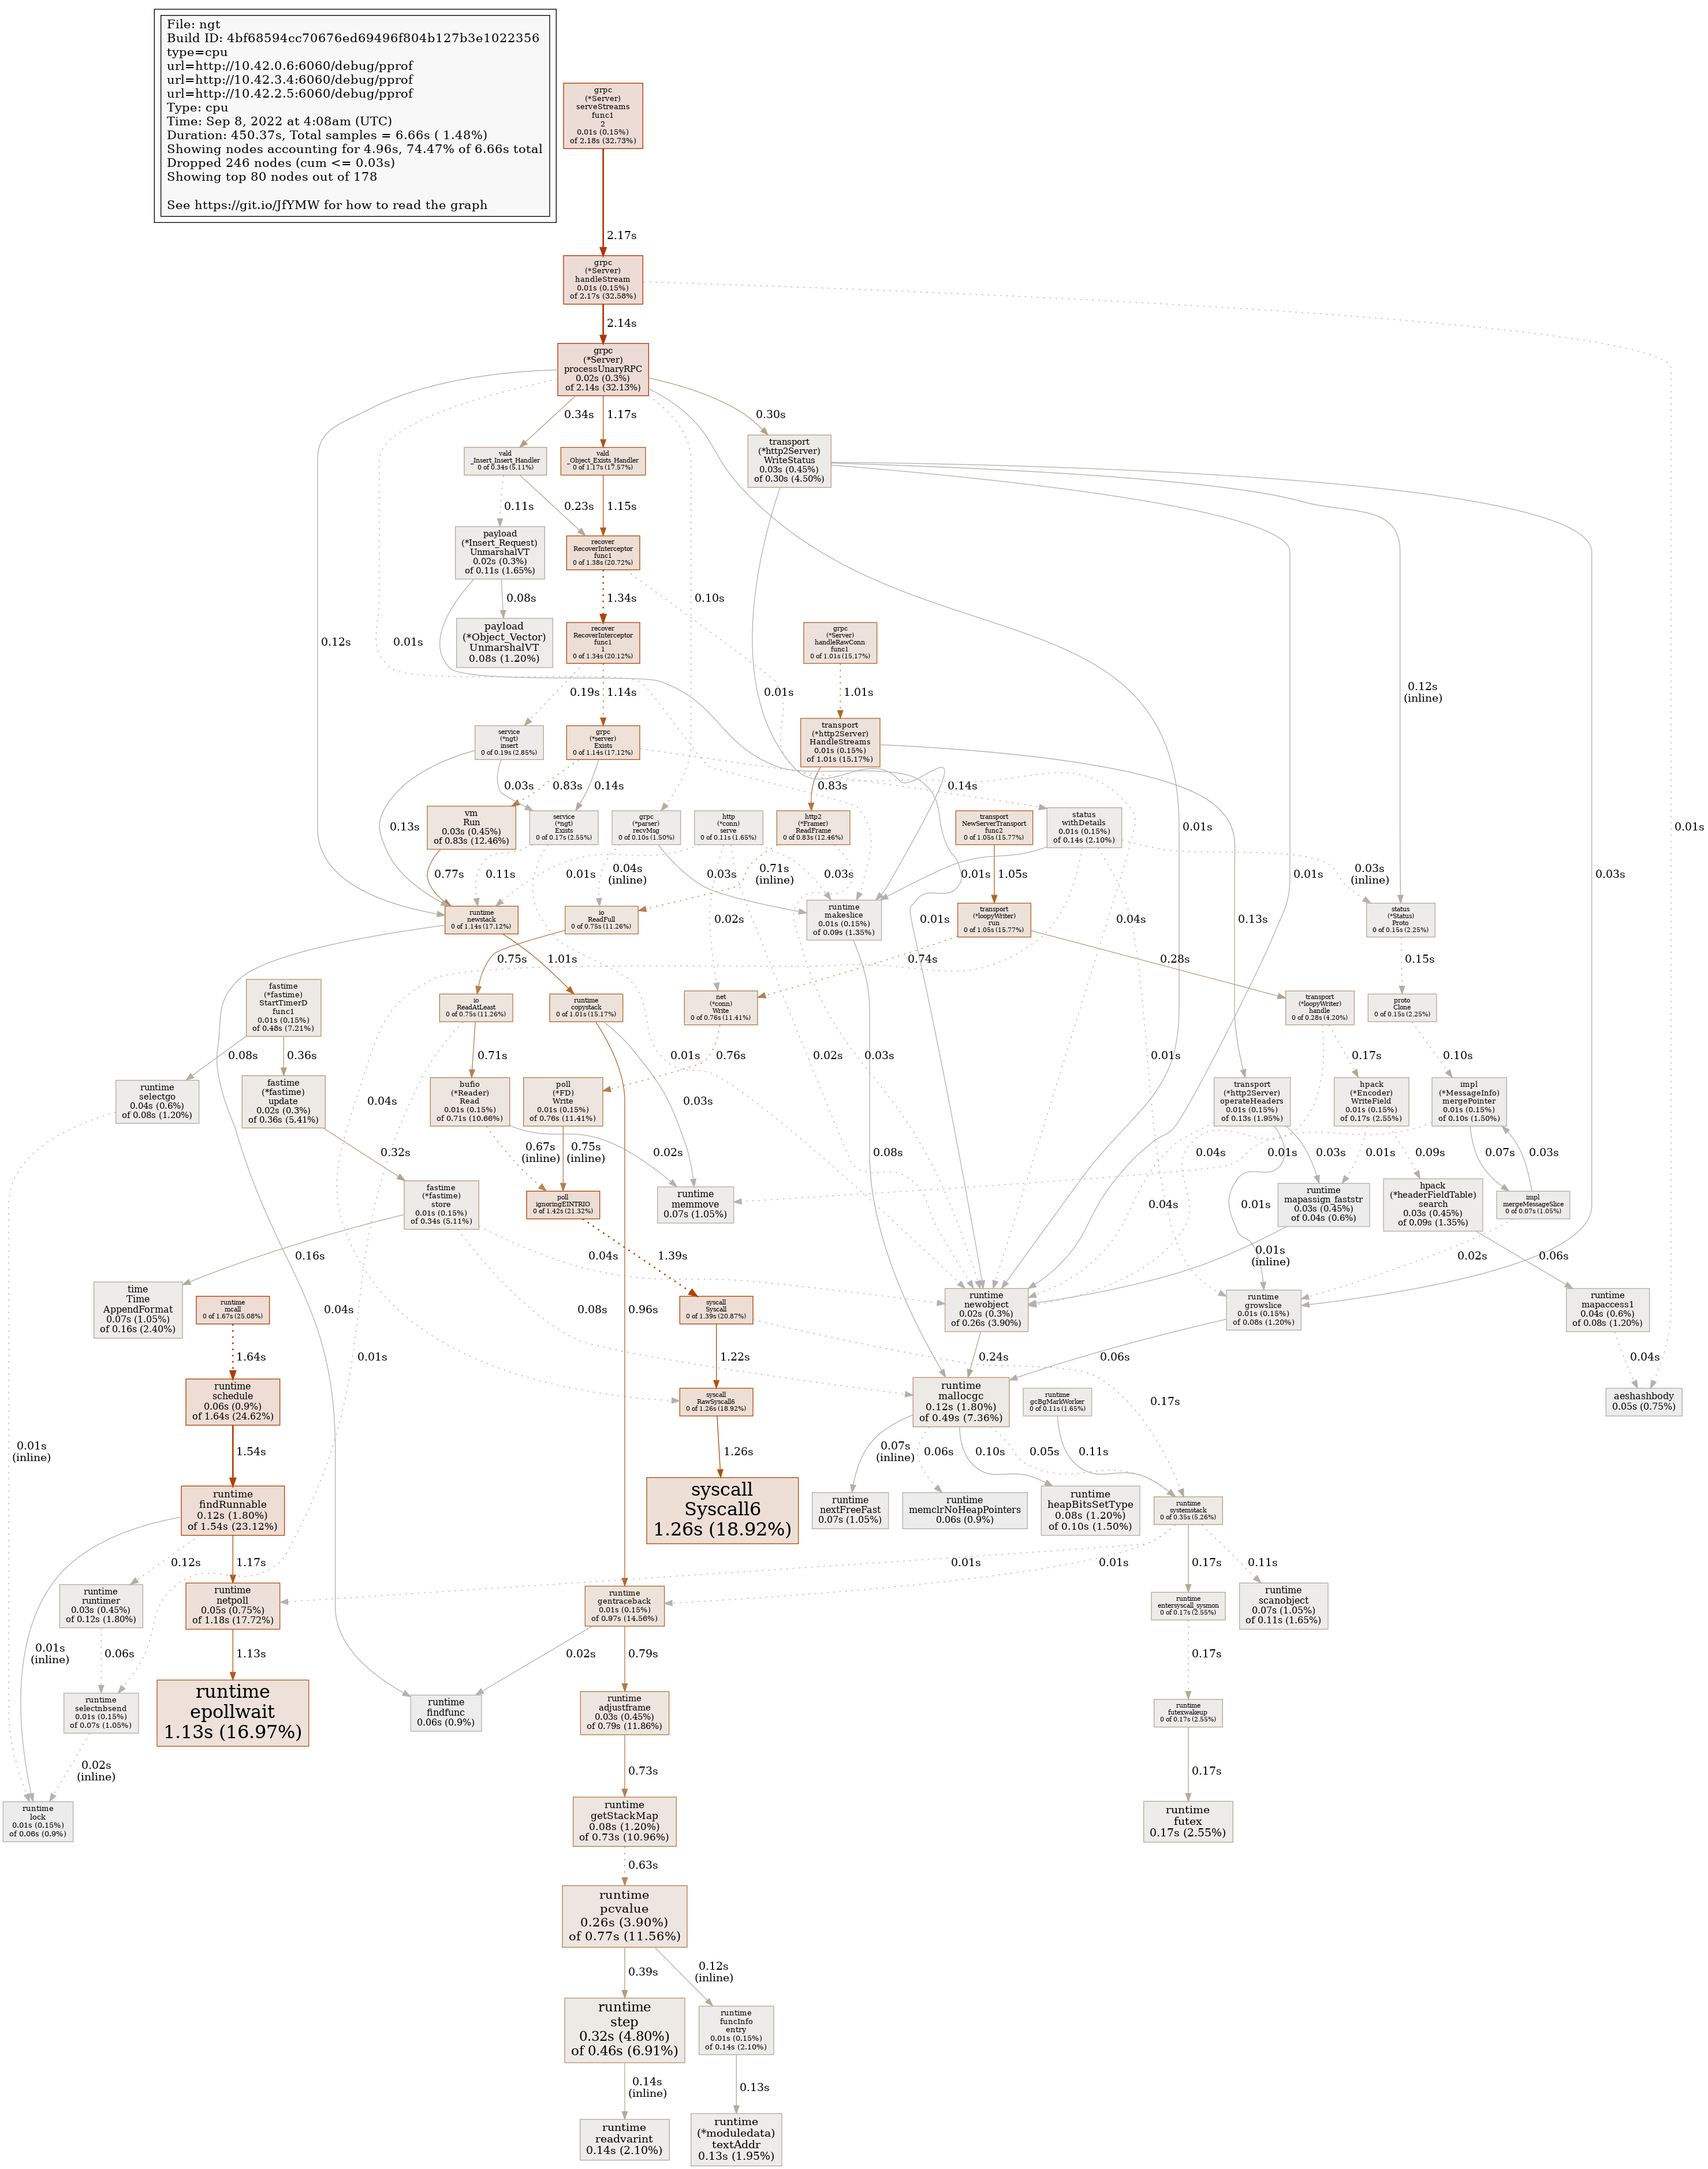 File: ngt
Build ID: 4bf68594cc70676ed69496f804b127b3e1022356
type=cpu
url=http://10.42.0.6:6060/debug/pprof
url=http://10.42.3.4:6060/debug/pprof
url=http://10.42.2.5:6060/debug/pprof
Type: cpu
Time: Sep 8, 2022 at 4:08am (UTC)
Duration: 450.37s, Total samples = 6.66s ( 1.48%)
Showing nodes accounting for 4.96s, 74.47% of 6.66s total
Dropped 246 nodes (cum <= 0.03s)
Showing top 80 nodes out of 178
See https://git.io/JfYMW for how to read the graph
grpc
(*Server)
serveStreams
func1
2
0.01s (0.15%)
of 2.18s (32.73%)
2.17s
grpc
(*Server)
handleStream
0.01s (0.15%)
of 2.17s (32.58%)
2.14s
grpc
(*Server)
processUnaryRPC
0.02s (0.3%)
of 2.14s (32.13%)
0.34s
1.17s
0.30s
vald
_Insert_Insert_Handler
0 of 0.34s (5.11%)
vald
_Object_Exists_Handler
0 of 1.17s (17.57%)
transport
(*http2Server)
WriteStatus
0.03s (0.45%)
of 0.30s (4.50%)
0.11s
0.23s
1.15s
payload
(*Insert_Request)
UnmarshalVT
0.02s (0.3%)
of 0.11s (1.65%)
recover
RecoverInterceptor
func1
0 of 1.38s (20.72%)
0.08s
1.34s
0.10s
payload
(*Object_Vector)
UnmarshalVT
0.08s (1.20%)
recover
RecoverInterceptor
func1
1
0 of 1.34s (20.12%)
grpc
(*Server)
handleRawConn
func1
0 of 1.01s (15.17%)
0.12s
0.01s
0.19s
1.14s
0.01s
1.01s
0.12s
(inline)
service
(*ngt)
insert
0 of 0.19s (2.85%)
grpc
(*server)
Exists
0 of 1.14s (17.12%)
transport
(*http2Server)
HandleStreams
0.01s (0.15%)
of 1.01s (15.17%)
0.03s
0.83s
0.14s
0.83s
0.14s
0.13s
0.01s
0.01s
vm
Run
0.03s (0.45%)
of 0.83s (12.46%)
service
(*ngt)
Exists
0 of 0.17s (2.55%)
grpc
(*parser)
recvMsg
0 of 0.10s (1.50%)
http
(*conn)
serve
0 of 0.11s (1.65%)
http2
(*Framer)
ReadFrame
0 of 0.83s (12.46%)
transport
NewServerTransport
func2
0 of 1.05s (15.77%)
status
withDetails
0.01s (0.15%)
of 0.14s (2.10%)
0.77s
0.11s
0.01s
0.04s
(inline)
0.03s
0.71s
(inline)
0.03s
0.01s
1.05s
0.03s
(inline)
0.03s
runtime
newstack
0 of 1.14s (17.12%)
io
ReadFull
0 of 0.75s (11.26%)
runtime
makeslice
0.01s (0.15%)
of 0.09s (1.35%)
transport
(*loopyWriter)
run
0 of 1.05s (15.77%)
status
(*Status)
Proto
0 of 0.15s (2.25%)
0.02s
0.01s
0.04s
0.13s
0.75s
1.01s
0.74s
0.28s
0.15s
fastime
(*fastime)
StartTimerD
func1
0.01s (0.15%)
of 0.48s (7.21%)
io
ReadAtLeast
0 of 0.75s (11.26%)
runtime
copystack
0 of 1.01s (15.17%)
net
(*conn)
Write
0 of 0.76s (11.41%)
transport
(*loopyWriter)
handle
0 of 0.28s (4.20%)
proto
Clone
0 of 0.15s (2.25%)
0.08s
0.36s
0.71s
0.76s
0.01s
0.02s
0.03s
0.01s
0.17s
0.10s
runtime
selectgo
0.04s (0.6%)
of 0.08s (1.20%)
fastime
(*fastime)
update
0.02s (0.3%)
of 0.36s (5.41%)
0.04s
bufio
(*Reader)
Read
0.01s (0.15%)
of 0.71s (10.66%)
poll
(*FD)
Write
0.01s (0.15%)
of 0.76s (11.41%)
0.03s
transport
(*http2Server)
operateHeaders
0.01s (0.15%)
of 0.13s (1.95%)
hpack
(*Encoder)
WriteField
0.01s (0.15%)
of 0.17s (2.55%)
impl
(*MessageInfo)
mergePointer
0.01s (0.15%)
of 0.10s (1.50%)
0.32s
0.67s
(inline)
0.75s
(inline)
0.02s
0.08s
0.04s
0.01s
0.03s
0.01s
0.09s
0.07s
0.03s
fastime
(*fastime)
store
0.01s (0.15%)
of 0.34s (5.11%)
poll
ignoringEINTRIO
0 of 1.42s (21.32%)
runtime
memmove
0.07s (1.05%)
0.04s
0.01s
runtime
mapassign_faststr
0.03s (0.45%)
of 0.04s (0.6%)
hpack
(*headerFieldTable)
search
0.03s (0.45%)
of 0.09s (1.35%)
impl
mergeMessageSlice
0 of 0.07s (1.05%)
0.16s
0.04s
1.39s
0.01s
(inline)
0.02s
0.06s
time
Time
AppendFormat
0.07s (1.05%)
of 0.16s (2.40%)
runtime
mcall
0 of 1.67s (25.08%)
0.04s
0.08s
0.96s
syscall
Syscall
0 of 1.39s (20.87%)
runtime
newobject
0.02s (0.3%)
of 0.26s (3.90%)
runtime
growslice
0.01s (0.15%)
of 0.08s (1.20%)
runtime
mapaccess1
0.04s (0.6%)
of 0.08s (1.20%)
1.64s
0.01s
1.22s
0.24s
0.06s
0.04s
runtime
schedule
0.06s (0.9%)
of 1.64s (24.62%)
syscall
RawSyscall6
0 of 1.26s (18.92%)
runtime
mallocgc
0.12s (1.80%)
of 0.49s (7.36%)
runtime
gcBgMarkWorker
0 of 0.11s (1.65%)
0.17s
aeshashbody
0.05s (0.75%)
0.01s
(inline)
1.54s
1.26s
0.07s
(inline)
0.06s
0.10s
0.05s
0.11s
runtime
findRunnable
0.12s (1.80%)
of 1.54s (23.12%)
syscall
Syscall6
1.26s (18.92%)
runtime
nextFreeFast
0.07s (1.05%)
runtime
memclrNoHeapPointers
0.06s (0.9%)
runtime
heapBitsSetType
0.08s (1.20%)
of 0.10s (1.50%)
runtime
systemstack
0 of 0.35s (5.26%)
0.12s
1.17s
0.01s
0.01s
0.17s
0.11s
runtime
runtimer
0.03s (0.45%)
of 0.12s (1.80%)
runtime
netpoll
0.05s (0.75%)
of 1.18s (17.72%)
runtime
gentraceback
0.01s (0.15%)
of 0.97s (14.56%)
runtime
entersyscall_sysmon
0 of 0.17s (2.55%)
runtime
scanobject
0.07s (1.05%)
of 0.11s (1.65%)
0.01s
(inline)
0.06s
1.13s
0.02s
0.79s
0.17s
runtime
selectnbsend
0.01s (0.15%)
of 0.07s (1.05%)
runtime
epollwait
1.13s (16.97%)
runtime
findfunc
0.06s (0.9%)
runtime
adjustframe
0.03s (0.45%)
of 0.79s (11.86%)
runtime
futexwakeup
0 of 0.17s (2.55%)
0.02s
(inline)
0.73s
0.17s
runtime
lock
0.01s (0.15%)
of 0.06s (0.9%)
runtime
getStackMap
0.08s (1.20%)
of 0.73s (10.96%)
runtime
futex
0.17s (2.55%)
0.63s
runtime
pcvalue
0.26s (3.90%)
of 0.77s (11.56%)
0.39s
0.12s
(inline)
runtime
step
0.32s (4.80%)
of 0.46s (6.91%)
runtime
funcInfo
entry
0.01s (0.15%)
of 0.14s (2.10%)
0.14s
(inline)
0.13s
runtime
readvarint
0.14s (2.10%)
runtime
(*moduledata)
textAddr
0.13s (1.95%)